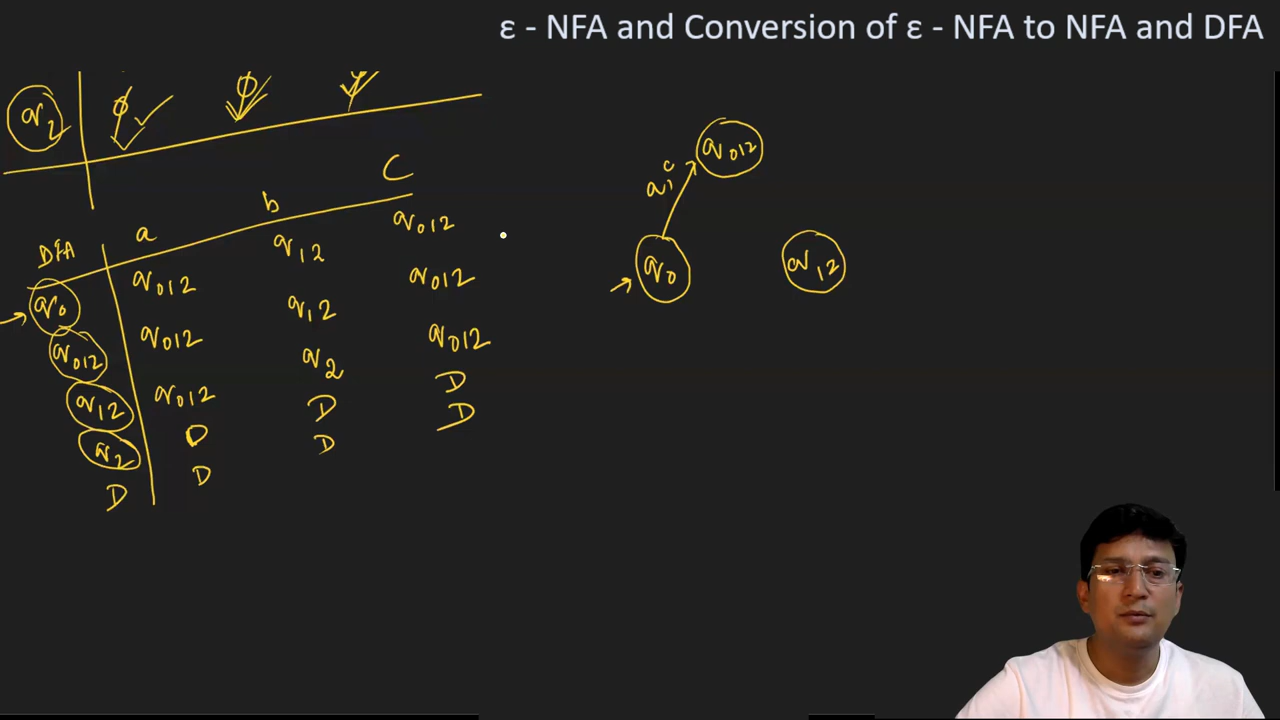 ε - NFA and Conversion of ε - NFA to NFA and DFA
q2 ϕ ϕ
DFA a b C
q0 q012 q12 q012
q012 q012 q12 q012
q12 q012 q2 q012
q2 D D D
D D D D
q012
a,c
q0 q12